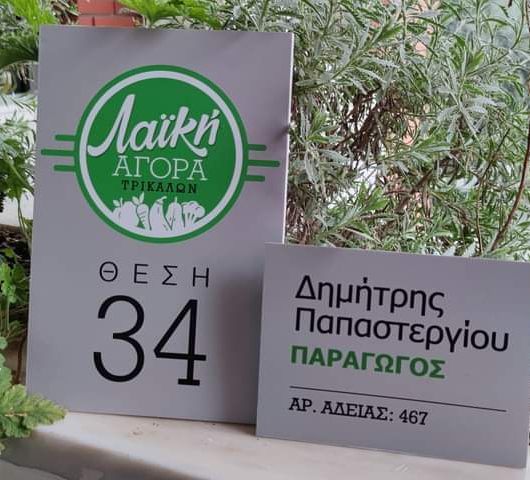 Λαϊκή
ΑΓΟΡΑ
ΤΡΙΚΑΛΩΝ
ΘΕΣΗ
34
Δημήτρης
Παπαστεργίου
ΠΑΡΑΓΩΓΟΣ
ΑΡ. ΑΔΕΙΑΣ: 467